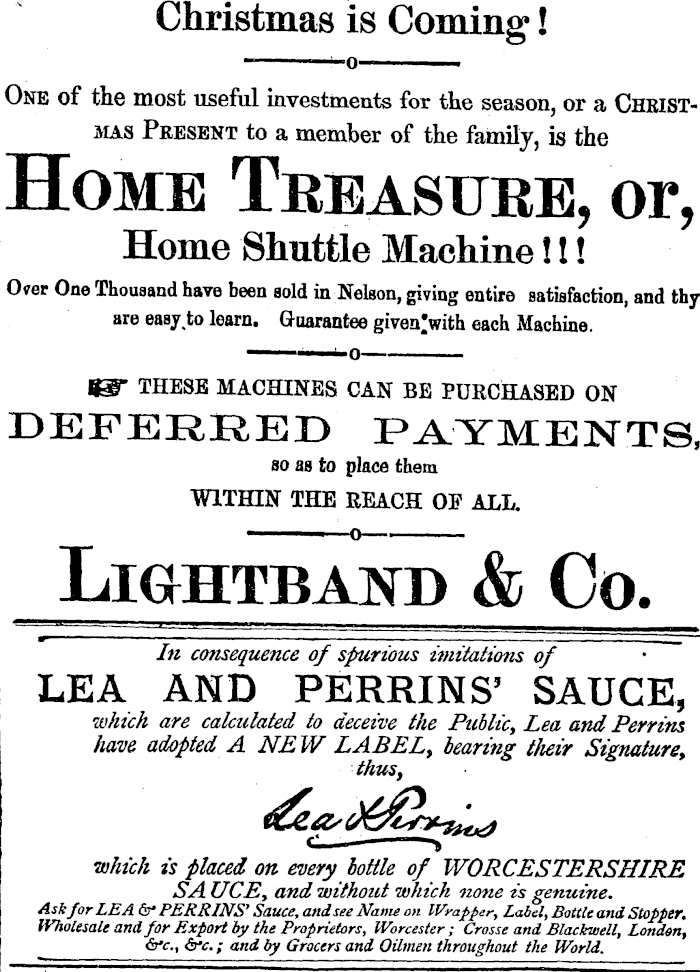 Christmas is Coming!
ONE of the most useful investments for the season, or a CHRIST-
MAS PRESENT to a member of the family, is the
HOME TREASURE, or,
Home Shuttle Machine!!!
Over One Thousand have been sold in Nelson, giving entire satisfaction, and thy
are easy to learn. Guarantee given with each Machine.
THESE MACHINES CAN BE PURCHASED ON
DEFERRED PAYMENTS,
so as to place them
WITHIN THE REACH OF ALL.
LIGHTBAND & Co.
In consequence of spurious imitations of
LEA AND PERRINS' SAUCE,
which are calculated to deceive the Public, Lea and Perrins
have adopted A NEW LABEL, bearing their Signature,
thus,
Lea & Perrins
which is placed on every bottle of WORCESTERSHIRE
SAUCE, and without which none is genuine.
Ask for LEA & PERRINS' Sauce, and see Name on Wrapper, Label, Bottle and Stopper.
Wholesale and for Export by the Proprietors, Worcester; Crosse and Blackwell, London,
&c., &c.; and by Grocers and Oilmen throughout the World.